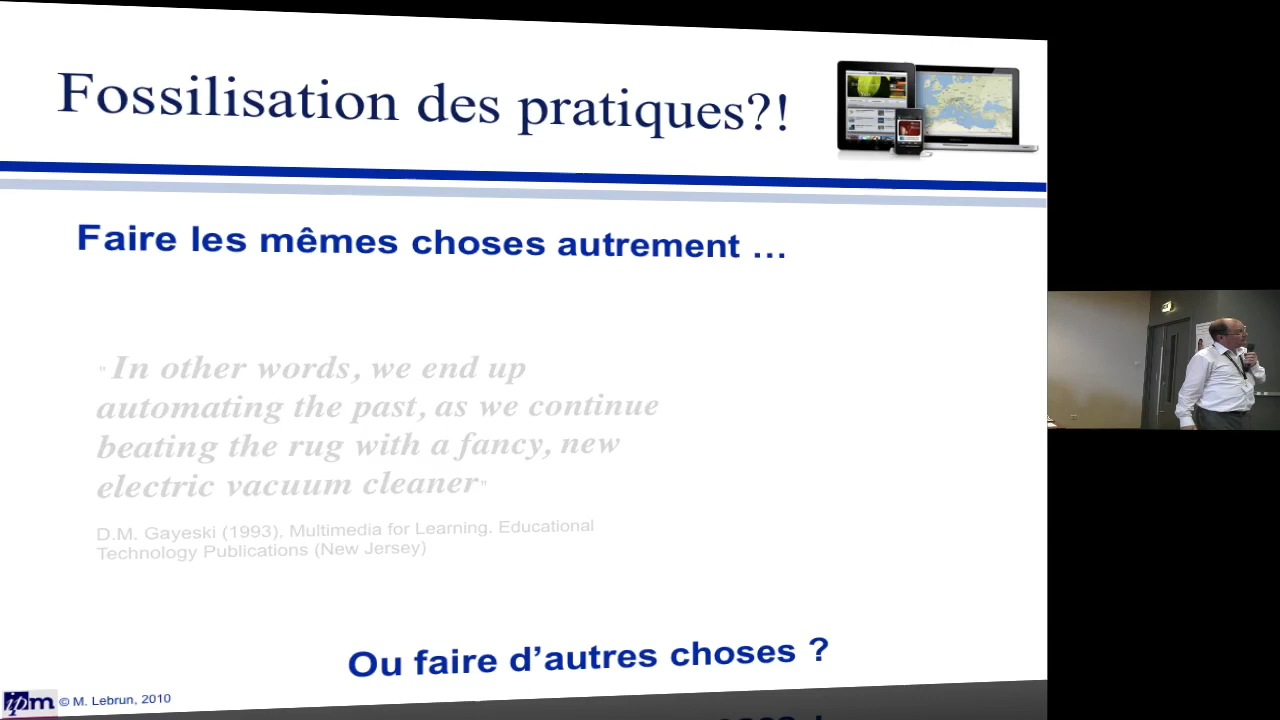 Fossilisation des pratiques?!
Faire les mêmes choses autrement …
"In other words, we end up
automating the past, as we continue
beating the rug with a fancy, new
electric vacuum cleaner"
D.M. Gayeski (1993), Multimedia for Learning. Educational
Technology Publications (New Jersey)
Ou faire d’autres choses ?
ipm © M. Lebrun, 2010